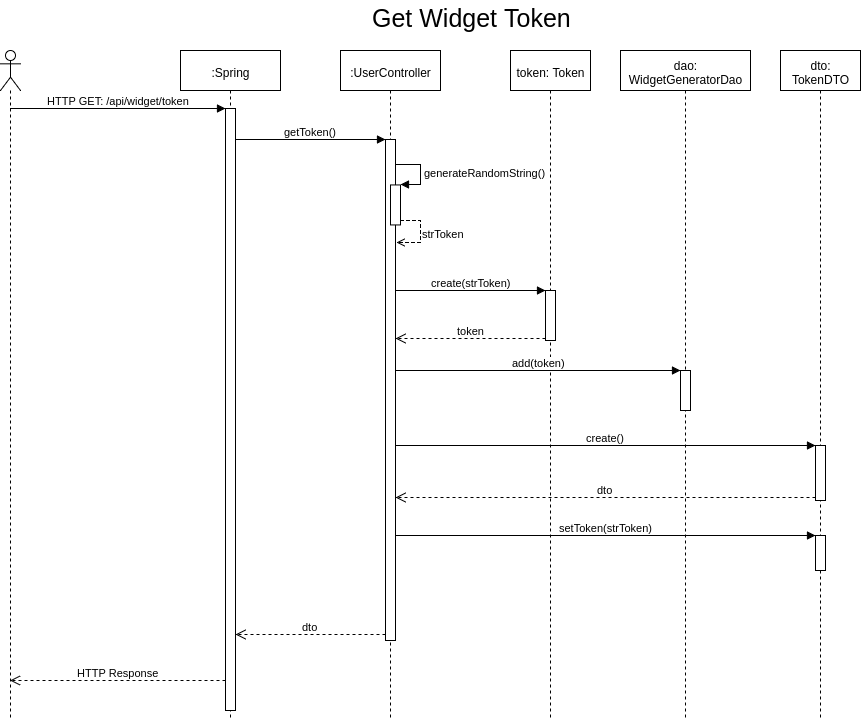 Get Widget Token
:Spring
:UserController
token: Token
dao:
WidgetGeneratorDao
dto:
TokenDTO
HTTP GET: /api/widget/token
getToken()
generateRandomString()
strToken
create(strToken)
token
add(token)
create()
dto
setToken(strToken)
dto
HTTP Response